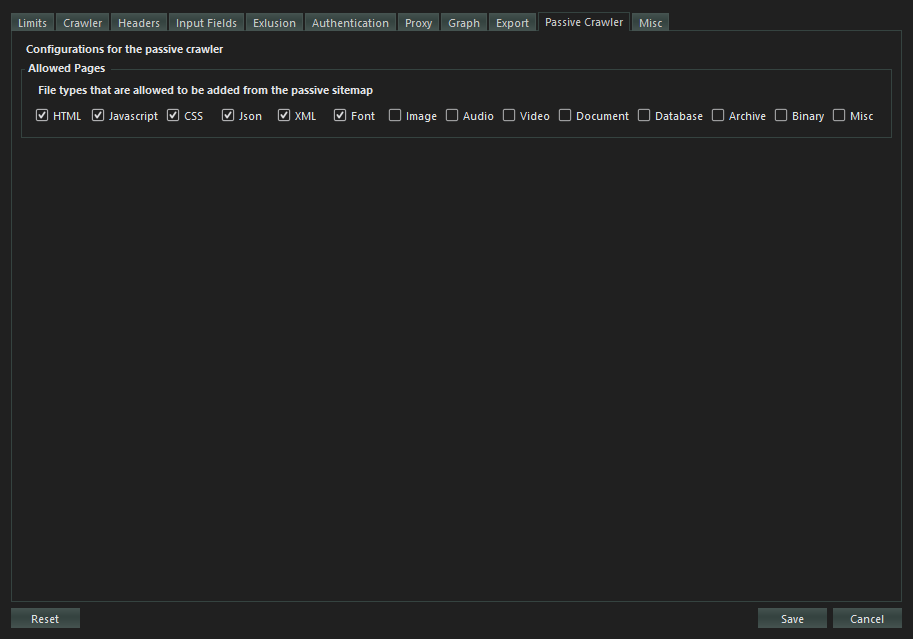 Limits Crawler Headers Input Fields Exlusion Authentication Proxy Graph Export Passive Crawler Misc
Configurations for the passive crawler
Allowed Pages
File types that are allowed to be added from the passive sitemap
HTML Javascript CSS Json XML Font Image Audio Video Document Database Archive Binary Misc
Reset Save Cancel